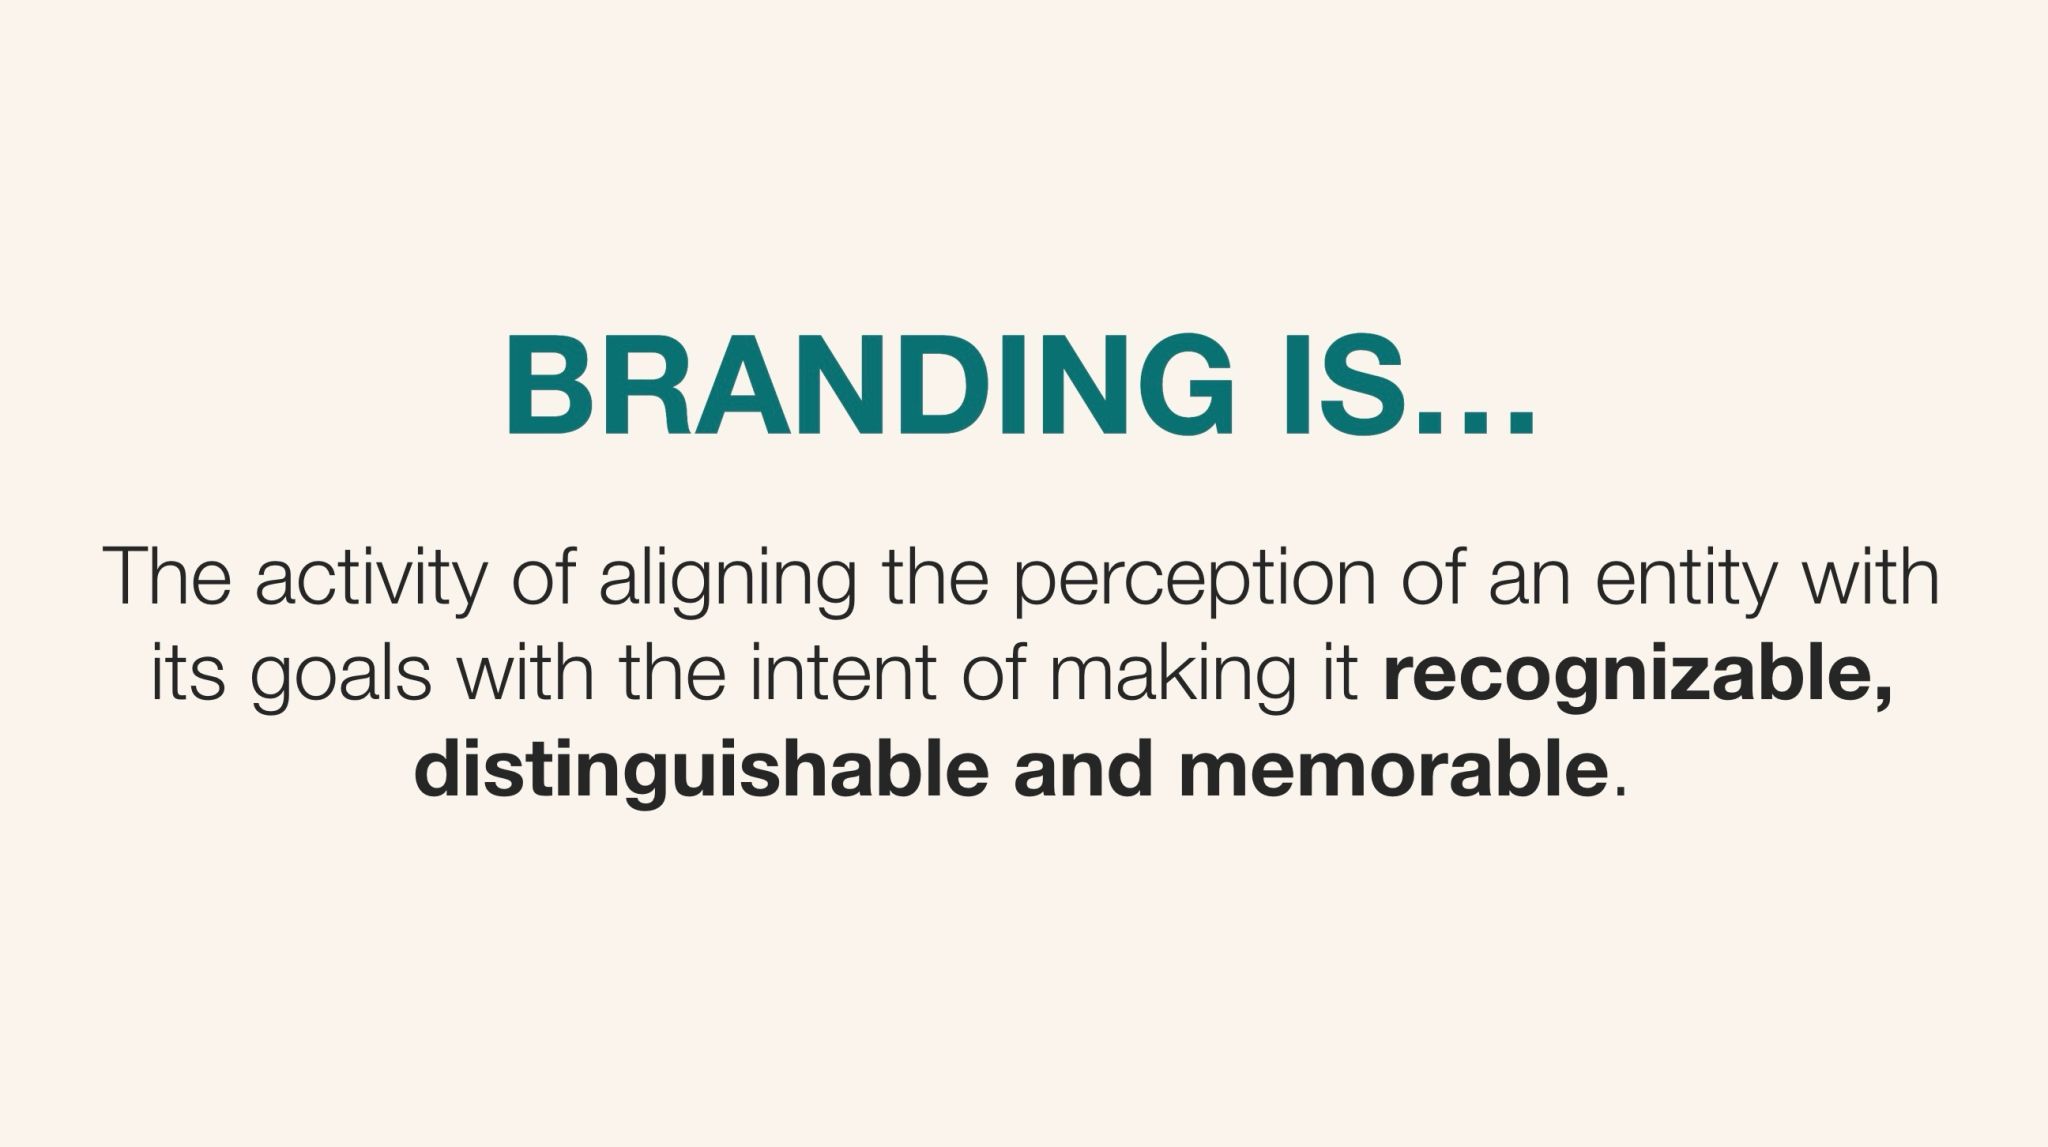 BRANDING IS...
The activity of aligning the perception of an entity with
its goals with the intent of making it recognizable,
distinguishable and memorable.